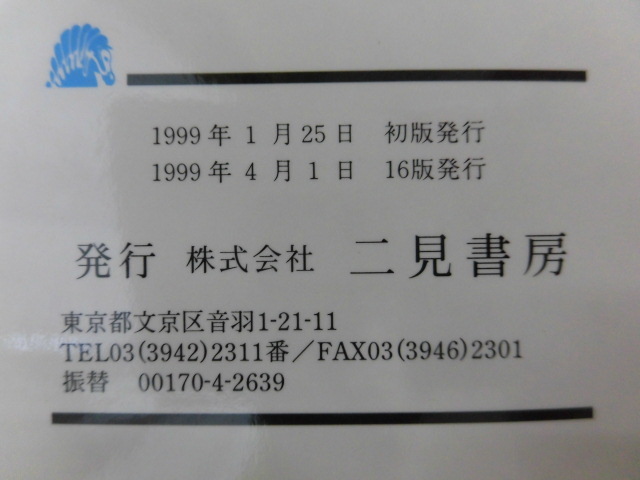 1999年1月25日 初版発行
1999年4月1日 16版発行
発行 株式会社 二見書房
東京都文京区音羽1-21-11
TEL03(3942)2311番／FAX03(3946)2301
振替 00170-4-2639